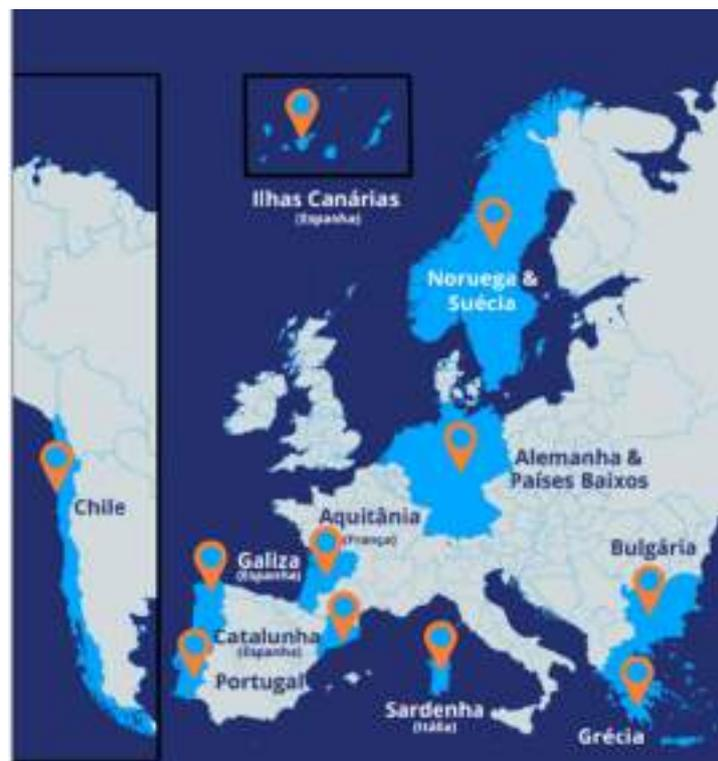 Ilhas Canárias
(Espanha)
Noruega &
Suécia
Alemanha &
Países Baixos
Chile
Aquitânia
(França)
Galiza
(Espanha)
Bulgária
Catalunha
(Espanha)
Portugal
Sardenha
(Itália)
Grécia